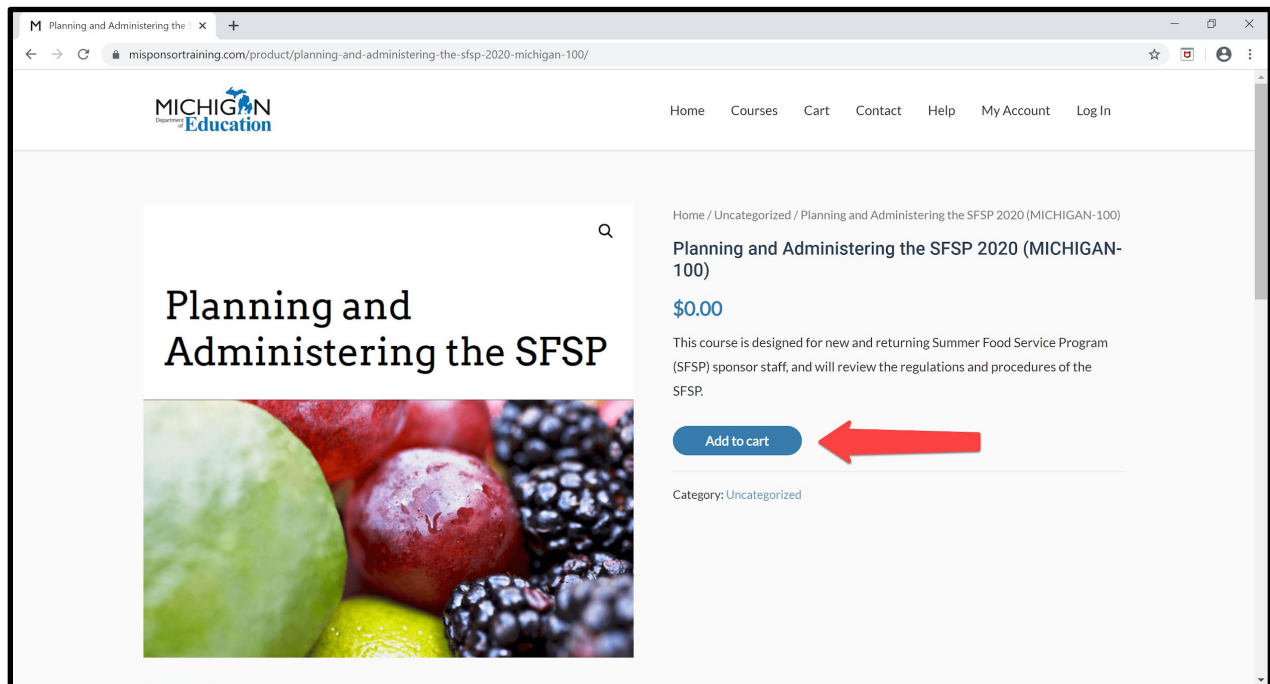 Planning and Administering the S
misponsortraining.com/product/planning-and-administering-the-sfsp-2020-michigan-100/
MICHIGAN
Department of Education
Home Courses Cart Contact Help My Account Log In
Home / Uncategorized / Planning and Administering the SFSP 2020 (MICHIGAN-100)
Planning and Administering the SFSP 2020 (MICHIGAN-
100)
$0.00
This course is designed for new and returning Summer Food Service Program
(SFSP) sponsor staff, and will review the regulations and procedures of the
SFSP.
Add to cart
Category: Uncategorized
Planning and
Administering the SFSP